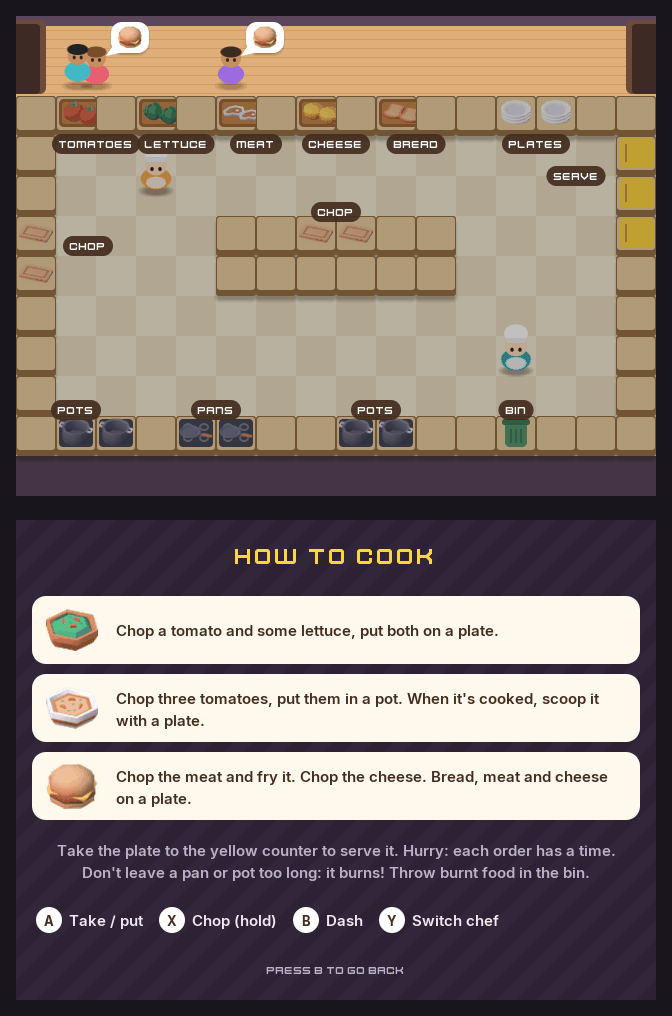 TOMATOES
LETTUCE
MEAT
CHEESE
BREAD
PLATES
SERVE
CHOP
CHOP
POTS
PANS
POTS
BIN
HOW TO COOK
Chop a tomato and some lettuce, put both on a plate.
Chop three tomatoes, put them in a pot. When it's cooked, scoop it
with a plate.
Chop the meat and fry it. Chop the cheese. Bread, meat and cheese
on a plate.
Take the plate to the yellow counter to serve it. Hurry: each order has a time.
Don't leave a pan or pot too long: it burns! Throw burnt food in the bin.
A Take / put X Chop (hold) B Dash Y Switch chef
PRESS B TO GO BACK